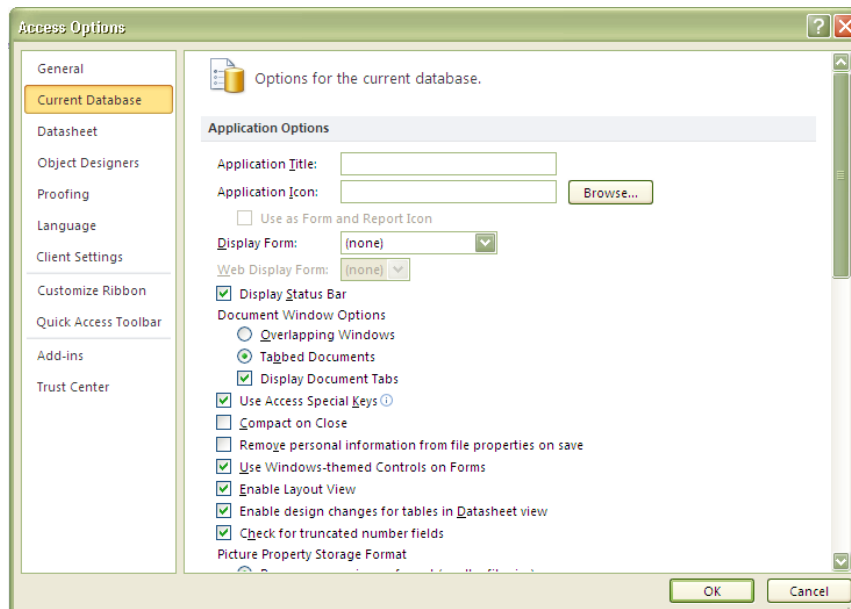 Access Options
General
Current Database
Datasheet
Object Designers
Proofing
Language
Client Settings
Customize Ribbon
Quick Access Toolbar
Add-ins
Trust Center
Options for the current database.
Application Options
Application Title:
Application Icon:
Browse...
Use as Form and Report Icon
Display Form: (none)
Web Display Form: (none)
Display Status Bar
Document Window Options
Overlapping Windows
Tabbed Documents
Display Document Tabs
Use Access Special Keys
Compact on Close
Remove personal information from file properties on save
Use Windows-themed Controls on Forms
Enable Layout View
Enable design changes for tables in Datasheet view
Check for truncated number fields
Picture Property Storage Format
OK
Cancel